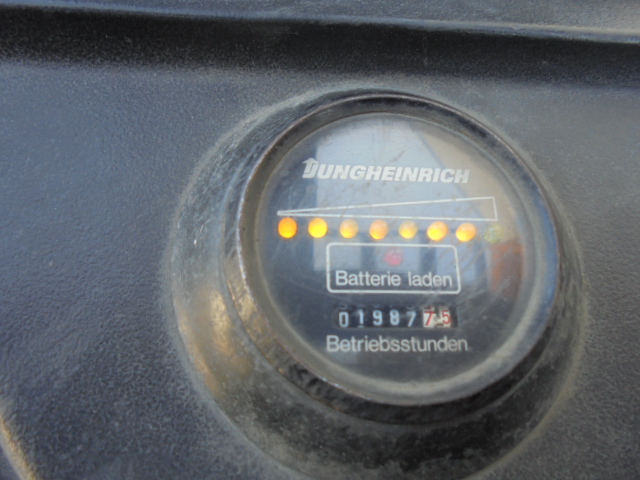 JUNGHEINRICH
Batterie laden
0198775
Betriebsstunden